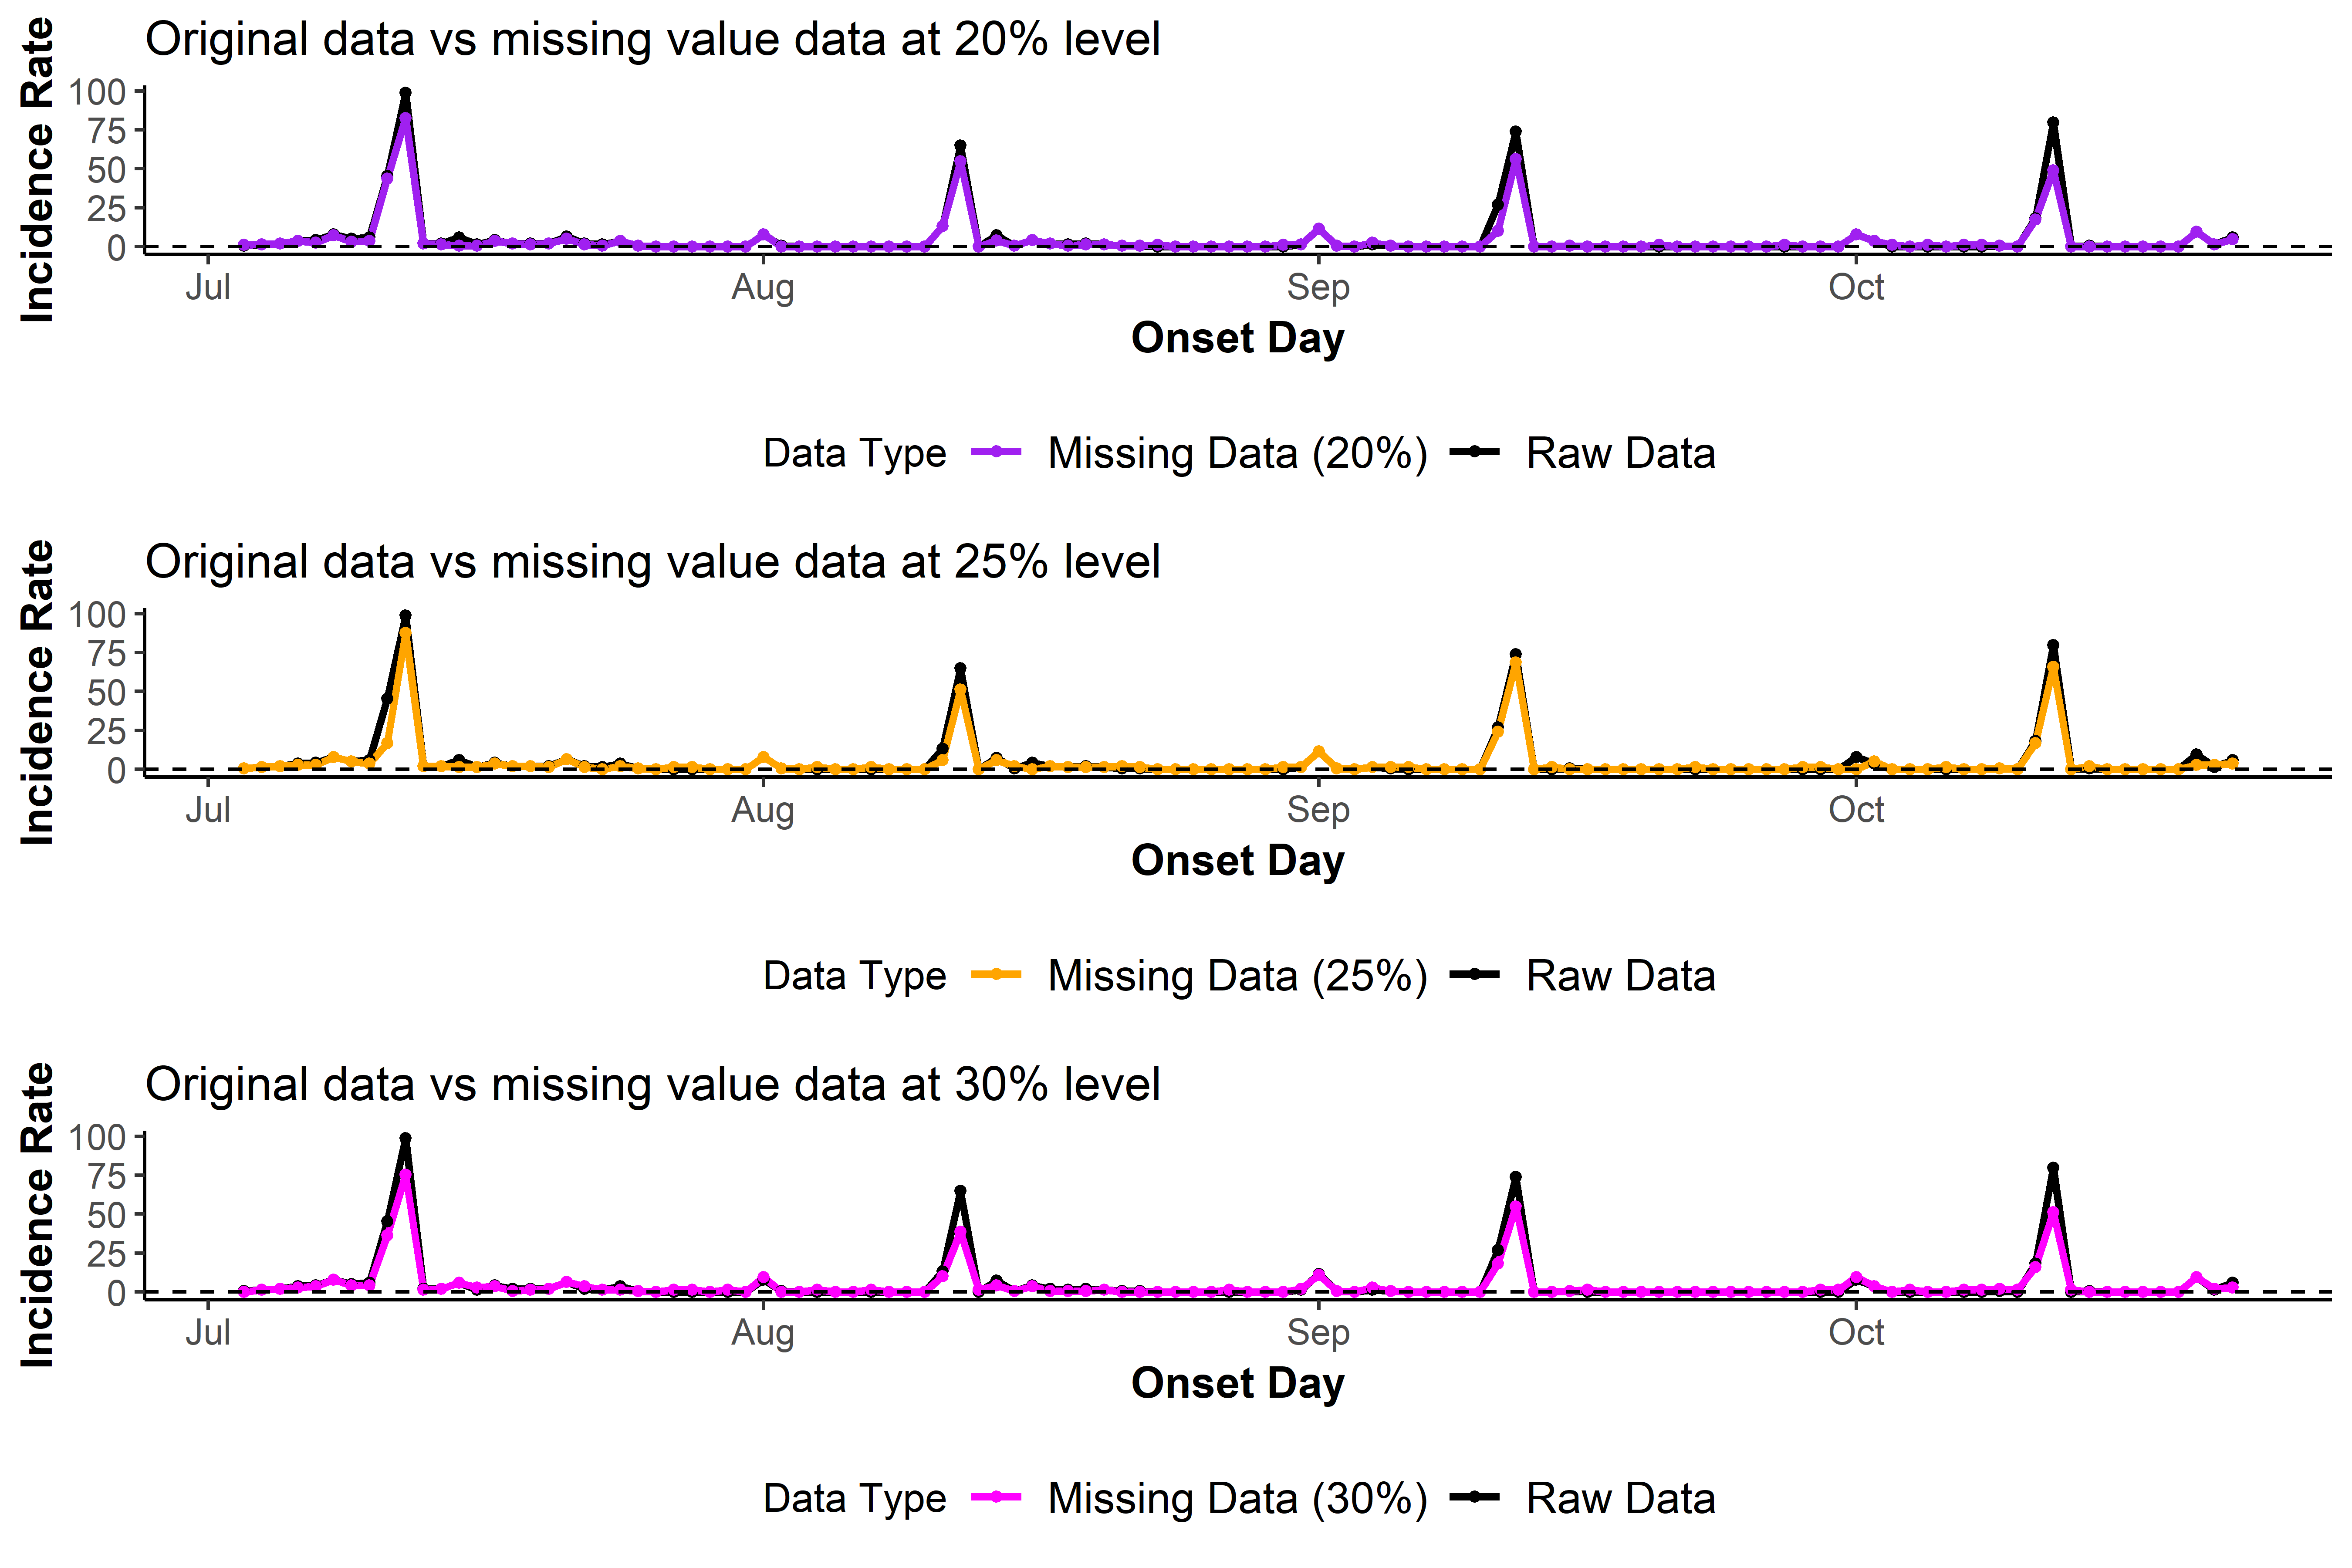 Original data vs missing value data at 20% level
Incidence Rate
100
75
50
25
0
Jul Aug Sep Oct
Onset Day
Data Type Missing Data (20%) Raw Data
Original data vs missing value data at 25% level
Incidence Rate
100
75
50
25
0
Jul Aug Sep Oct
Onset Day
Data Type Missing Data (25%) Raw Data
Original data vs missing value data at 30% level
Incidence Rate
100
75
50
25
0
Jul Aug Sep Oct
Onset Day
Data Type Missing Data (30%) Raw Data